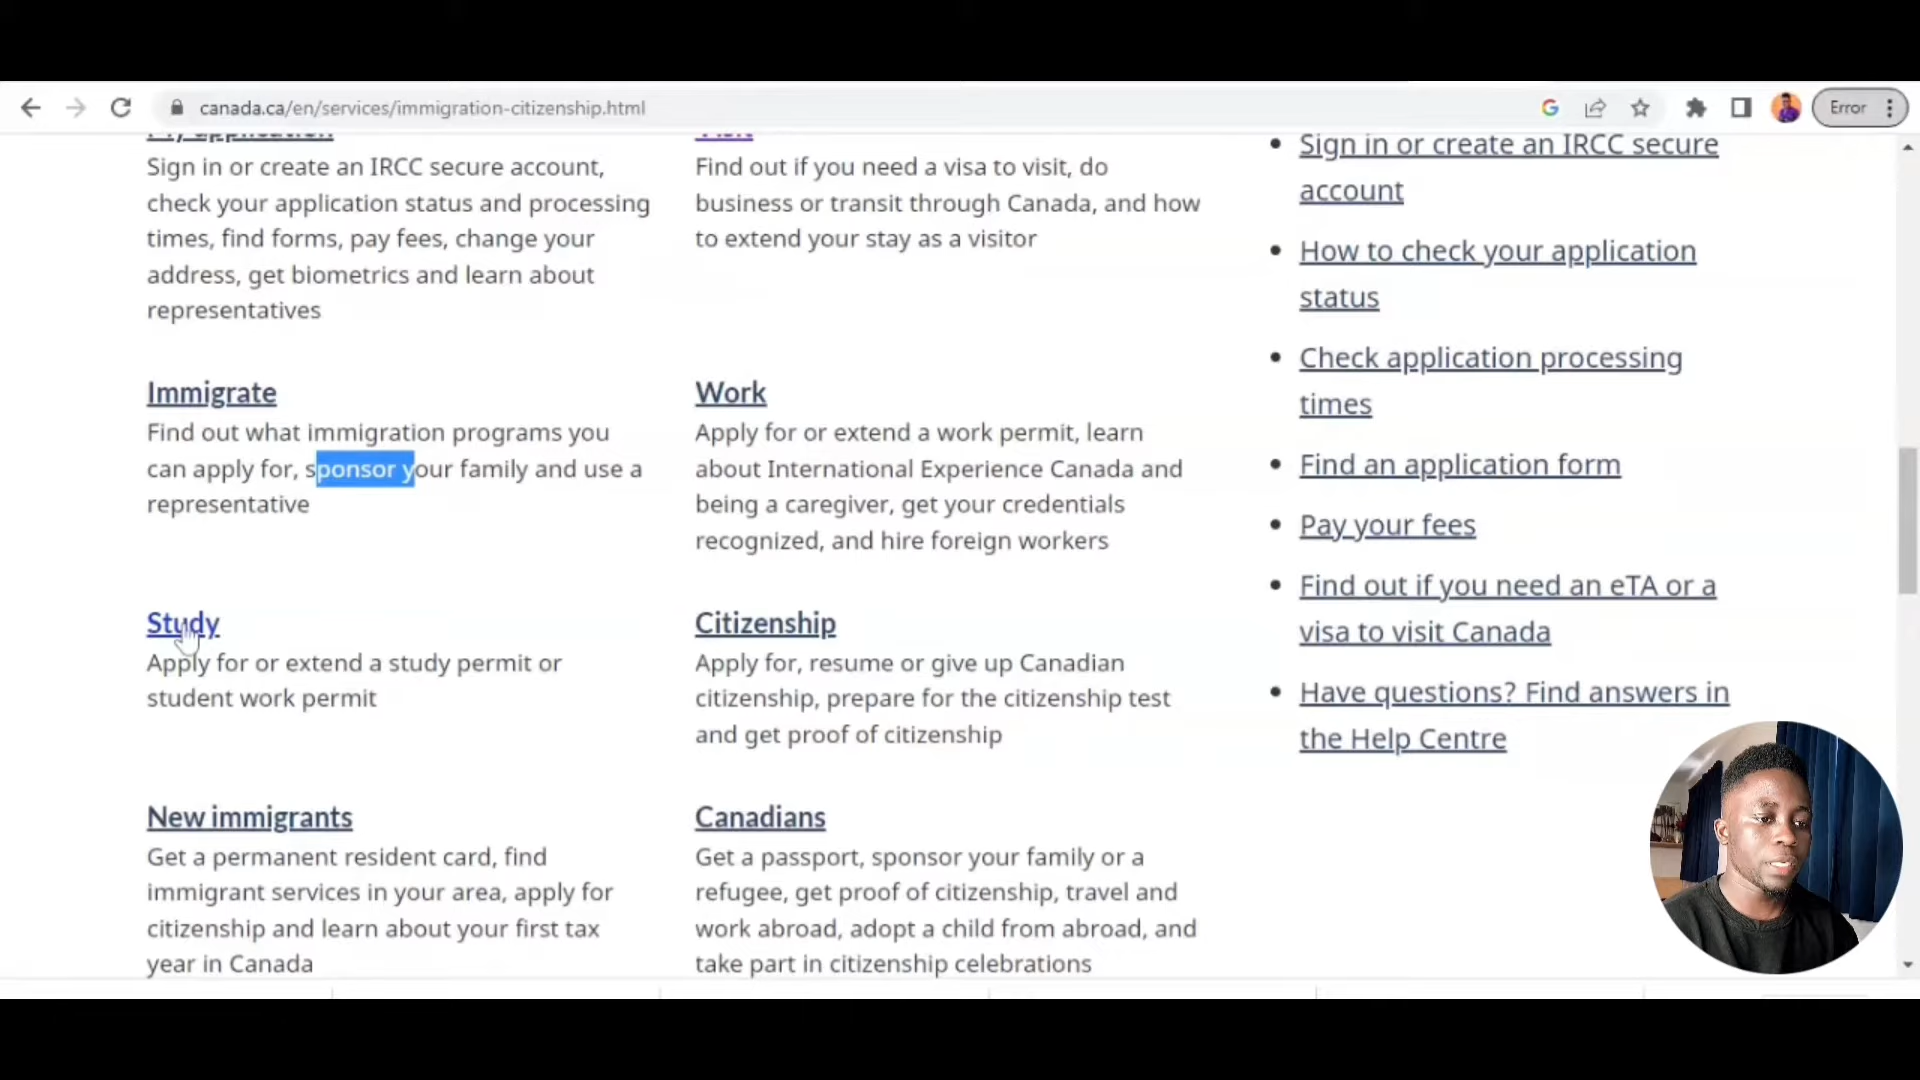 canada.ca/en/services/immigration-citizenship.html
Error
My application
Sign in or create an IRCC secure account,
check your application status and processing
times, find forms, pay fees, change your
address, get biometrics and learn about
representatives
Visit
Find out if you need a visa to visit, do
business or transit through Canada, and how
to extend your stay as a visitor
Immigrate
Find out what immigration programs you
can apply for, sponsor your family and use a
representative
Work
Apply for or extend a work permit, learn
about International Experience Canada and
being a caregiver, get your credentials
recognized, and hire foreign workers
Study
Apply for or extend a study permit or
student work permit
Citizenship
Apply for, resume or give up Canadian
citizenship, prepare for the citizenship test
and get proof of citizenship
New immigrants
Get a permanent resident card, find
immigrant services in your area, apply for
citizenship and learn about your first tax
year in Canada
Canadians
Get a passport, sponsor your family or a
refugee, get proof of citizenship, travel and
work abroad, adopt a child from abroad, and
take part in citizenship celebrations
Sign in or create an IRCC secure
account
How to check your application
status
Check application processing
times
Find an application form
Pay your fees
Find out if you need an eTA or a
visa to visit Canada
Have questions? Find answers in
the Help Centre